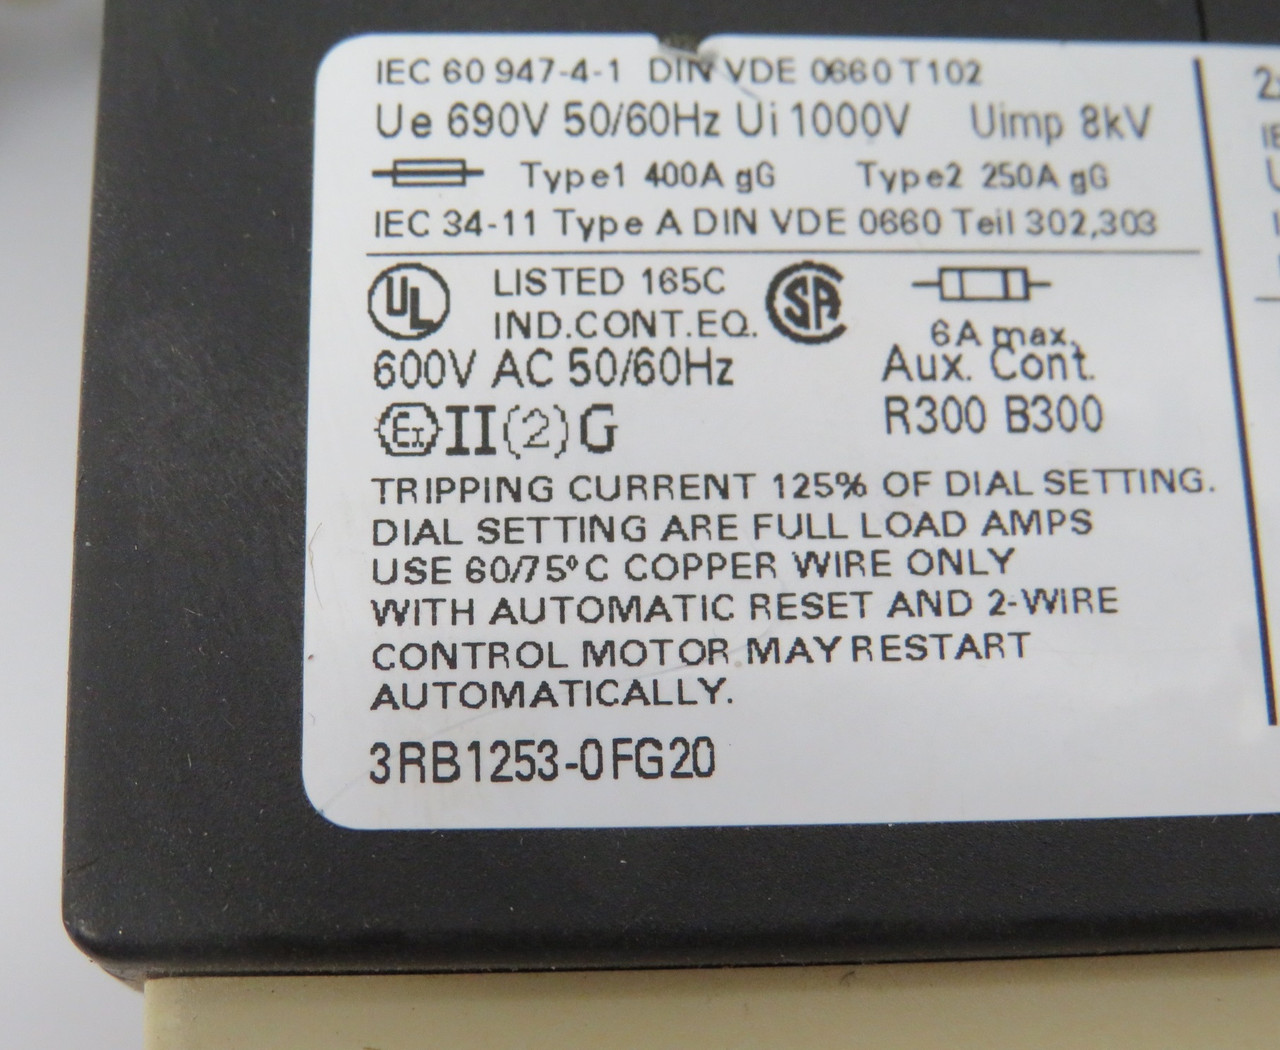 IEC 60 947-4-1 DIN VDE 0660 T102
Ue 690V 50/60Hz Ui 1000V Uimp 8kV
Type1 400A gG Type2 250A gG
IEC 34-11 Type A DIN VDE 0660 Teil 302,303
UL LISTED 165C SA
IND.CONT.EQ.
6A max.
600V AC 50/60Hz Aux. Cont.
Ex II(2)G R300 B300
TRIPPING CURRENT 125% OF DIAL SETTING.
DIAL SETTING ARE FULL LOAD AMPS
USE 60/75°C COPPER WIRE ONLY
WITH AUTOMATIC RESET AND 2-WIRE
CONTROL MOTOR MAY RESTART
AUTOMATICALLY.
3RB1253-0FG20